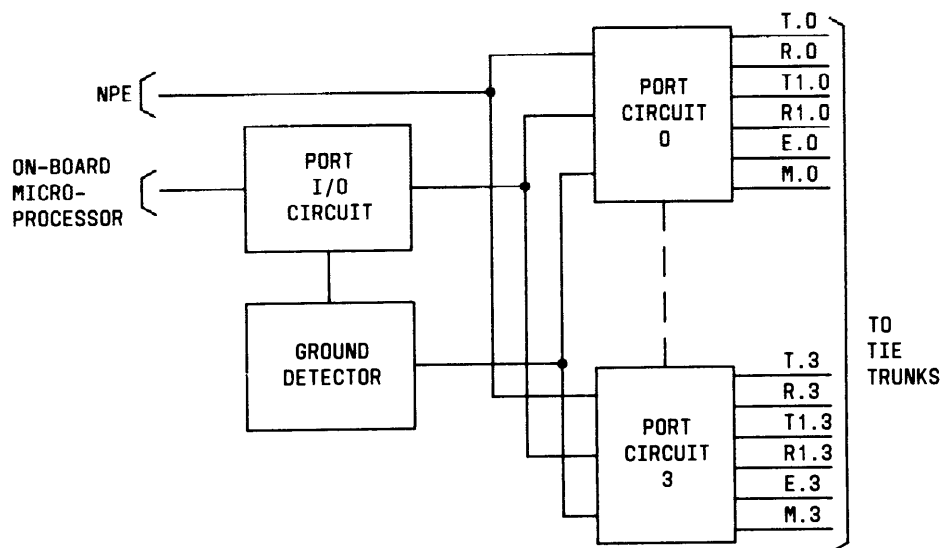 NPE
ON-BOARD
MICRO-
PROCESSOR
PORT
I/O
CIRCUIT
GROUND
DETECTOR
PORT
CIRCUIT
0
T.0
R.0
T1.0
R1.0
E.0
M.0
PORT
CIRCUIT
3
T.3
R.3
T1.3
R1.3
E.3
M.3
TO
TIE
TRUNKS